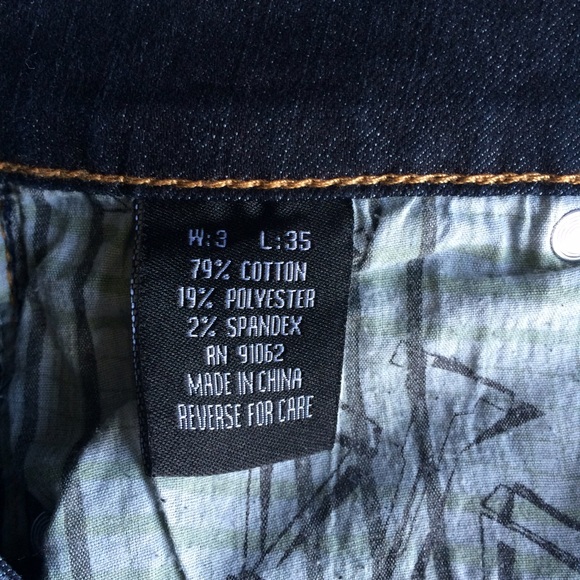 W:3 L:35
79% COTTON
19% POLYESTER
2% SPANDEX
RN 91062
MADE IN CHINA
REVERSE FOR CARE